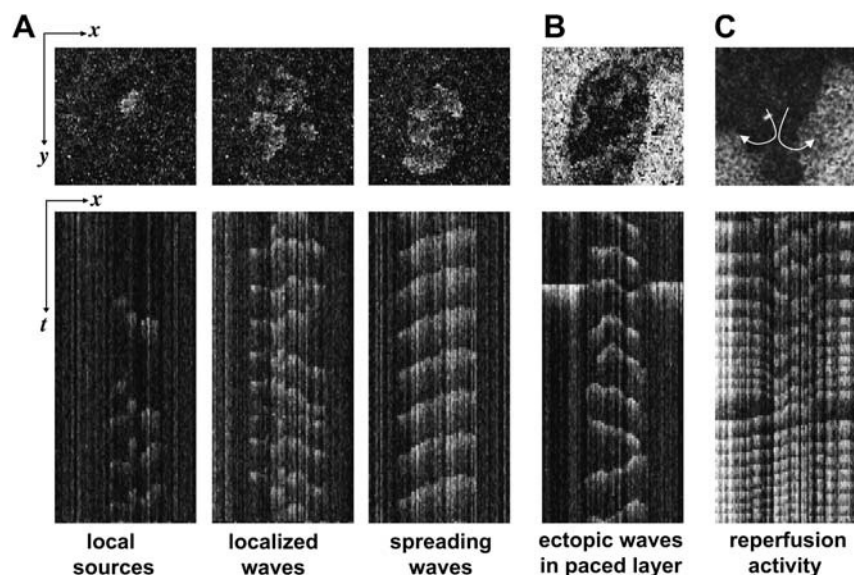 A
B
C
x
y
x
t
local
sources
localized
waves
spreading
waves
ectopic waves
in paced layer
reperfusion
activity